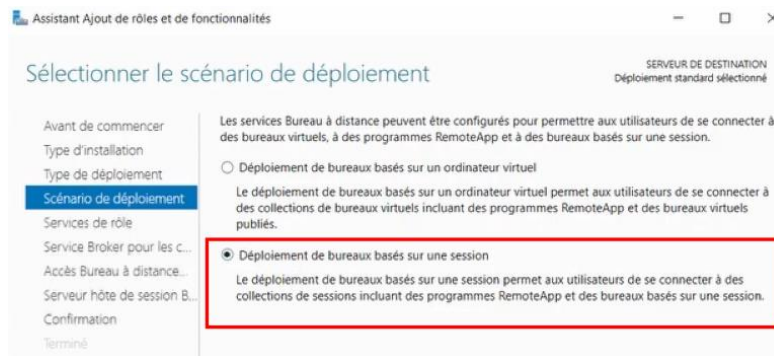 Assistant Ajout de rôles et de fonctionnalités
Sélectionner le scénario de déploiement
SERVEUR DE DESTINATION
Déploiement standard sélectionné
Avant de commencer
Type d'installation
Type de déploiement
Scénario de déploiement
Services de rôle
Service Broker pour les c...
Accès Bureau à distance...
Serveur hôte de session B...
Confirmation
Terminé
Les services Bureau à distance peuvent être configurés pour permettre aux utilisateurs de se connecter à
des bureaux virtuels, à des programmes RemoteApp et à des bureaux basés sur une session.
Déploiement de bureaux basés sur un ordinateur virtuel
Le déploiement de bureaux basés sur un ordinateur virtuel permet aux utilisateurs de se connecter à
des collections de bureaux virtuels incluant des programmes RemoteApp et des bureaux virtuels
publiés.
Déploiement de bureaux basés sur une session
Le déploiement de bureaux basés sur une session permet aux utilisateurs de se connecter à des
collections de sessions incluant des programmes RemoteApp et des bureaux basés sur une session.